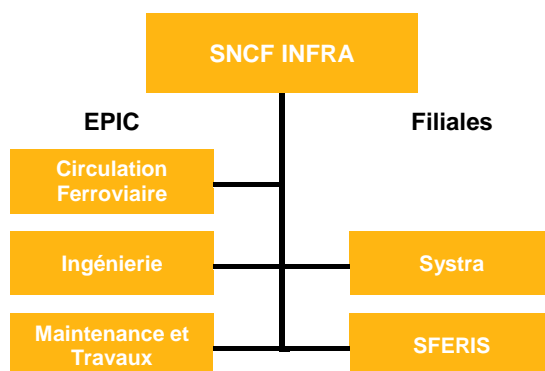 SNCF INFRA
EPIC
Filiales
Circulation
Ferroviaire
Ingénierie
Systra
Maintenance et
Travaux
SFERIS